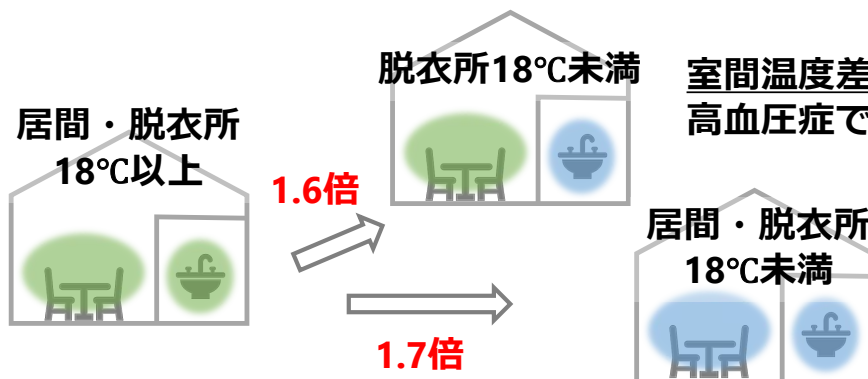 脱衣所18℃未満
室間温度差
高血圧症で
居間・脱衣所
18℃以上
1.6倍
居間・脱衣所
18℃未満
1.7倍